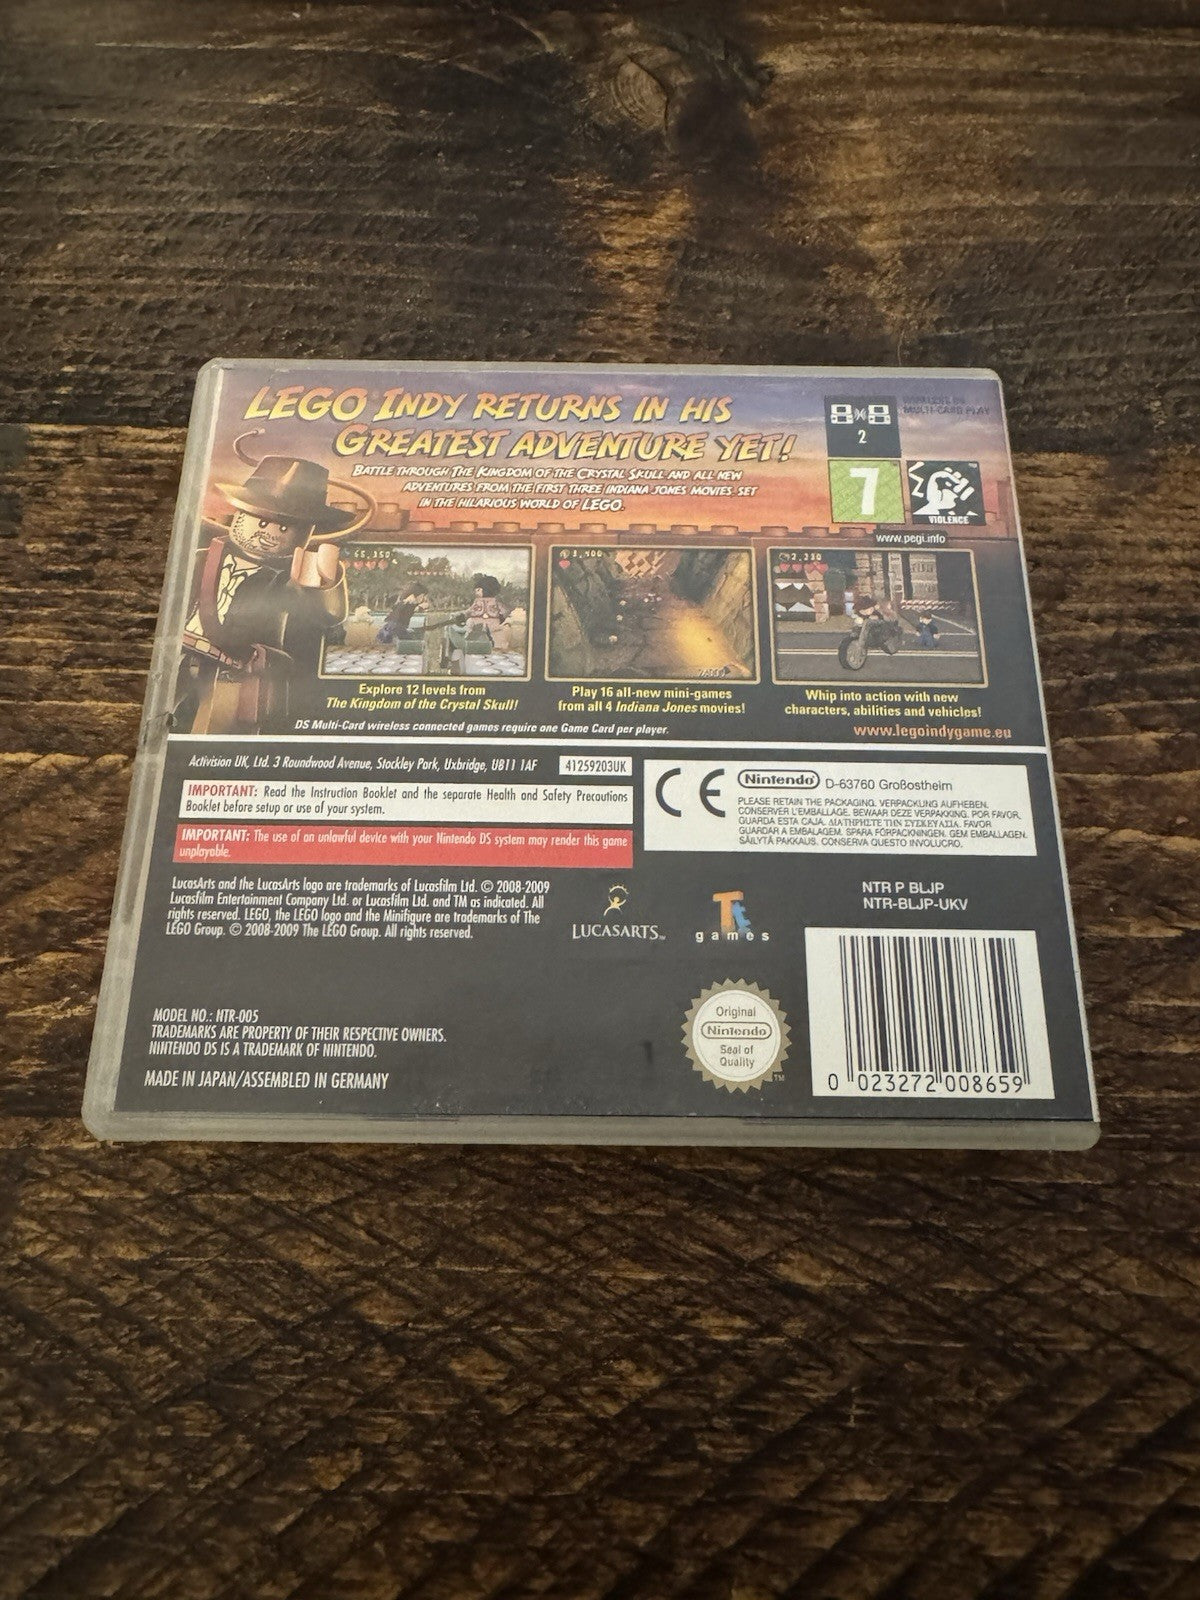 LEGO INDY RETURNS IN HIS
GREATEST ADVENTURE YET!
BATTLE THROUGH THE KINGDOM OF THE CRYSTAL SKULL AND ALL NEW
ADVENTURES FROM THE FIRST THREE INDIANA JONES MOVIES SET
IN THE HILARIOUS WORLD OF LEGO.
2
WIRELESS DS
MULTI-CARD PLAY
7
VIOLENCE
www.pegi.info
65,350
Explore 12 levels from
The Kingdom of the Crystal Skull!
Play 16 all-new mini-games
from all 4 Indiana Jones movies!
Whip into action with new
characters, abilities and vehicles!
DS Multi-Card wireless connected games require one Game Card per player.
www.legoindygame.eu
Activision UK, Ltd. 3 Roundwood Avenue, Stockley Park, Uxbridge, UB11 1AF
41259203UK
IMPORTANT: Read the Instruction Booklet and the separate Health and Safety Precautions
Booklet before setup or use of your system.
IMPORTANT: The use of an unlawful device with your Nintendo DS system may render this game
unplayable.
CE
Nintendo D-63760 Großostheim
PLEASE RETAIN THE PACKAGING. VERPACKUNG AUFHEBEN.
CONSERVER L'EMBALLAGE. BEWAAR DEZE VERPAKKING. POR FAVOR,
GUARDA ESTA CAJA. ΔΙΑΤΗΡΗΣΤΕ ΤΗΝ ΣΥΣΚΕΥΑΣΙΑ. FAVOR
GUARDAR A EMBALAGEM. SPARA FÖRPACKNINGEN. GEM EMBALLAGEN.
SÄILYTÄ PAKKAUS. CONSERVA QUESTO INVOLUCRO.
LucasArts and the LucasArts logo are trademarks of Lucasfilm Ltd. © 2008-2009
Lucasfilm Entertainment Company Ltd. or Lucasfilm Ltd. and TM as indicated. All
rights reserved. LEGO, the LEGO logo and the Minifigure are trademarks of The
LEGO Group. © 2008-2009 The LEGO Group. All rights reserved.
LUCASARTS™
Tt
games
NTR P BLJP
NTR-BLJP-UKV
MODEL NO.: NTR-005
TRADEMARKS ARE PROPERTY OF THEIR RESPECTIVE OWNERS.
NINTENDO DS IS A TRADEMARK OF NINTENDO.
MADE IN JAPAN/ASSEMBLED IN GERMANY
Original
Nintendo
Seal of
Quality
TM
0 023272 008659